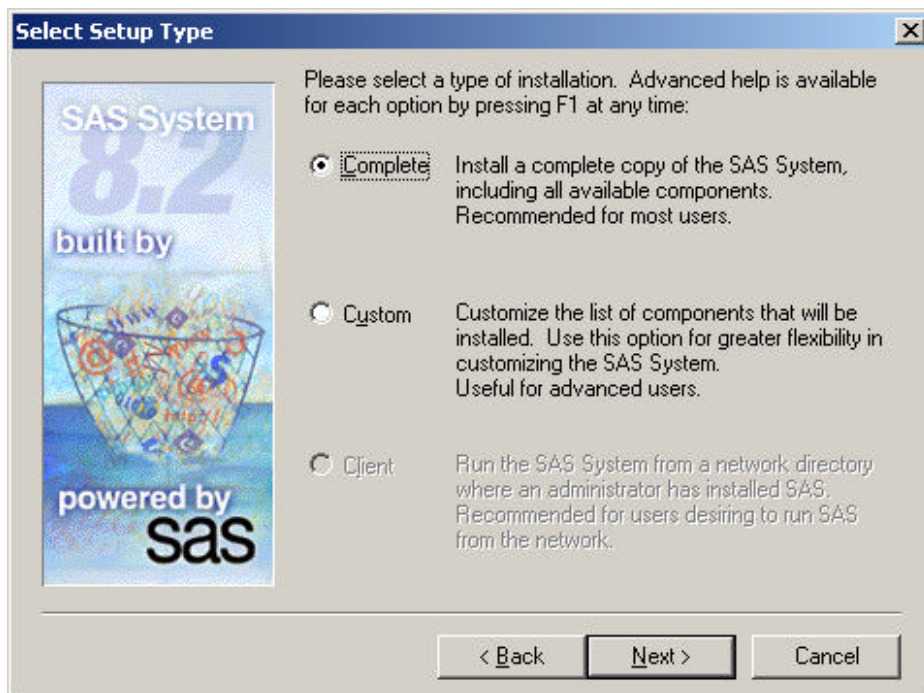 Select Setup Type
Please select a type of installation.  Advanced help is available
for each option by pressing F1 at any time:
SAS System
8.2
built by
powered by
sas
Complete
Install a complete copy of the SAS System,
including all available components.
Recommended for most users.
Custom
Customize the list of components that will be
installed.  Use this option for greater flexibility in
customizing the SAS System.
Useful for advanced users.
Client
Run the SAS System from a network directory
where an administrator has installed SAS.
Recommended for users desiring to run SAS
from the network.
< Back
Next >
Cancel